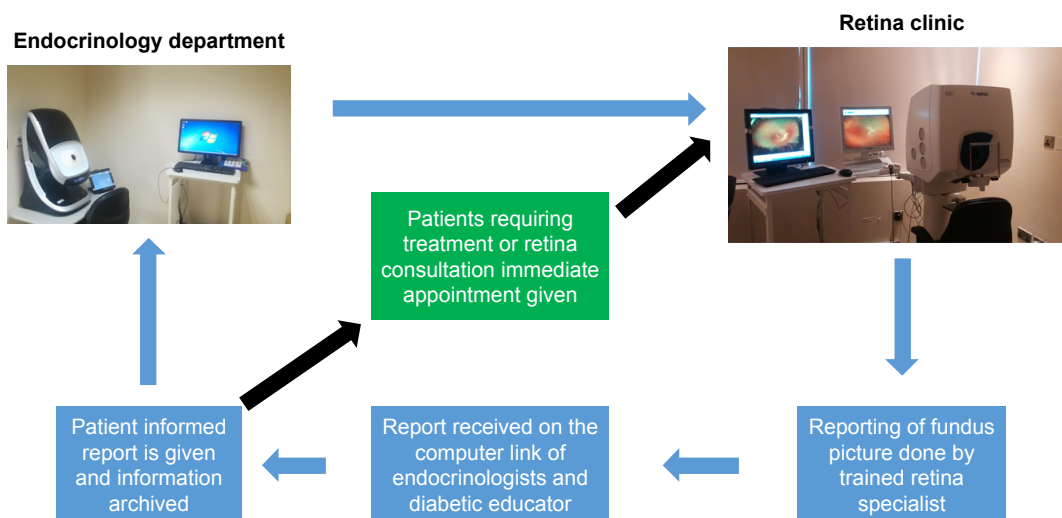 Endocrinology department
Retina clinic
Patients requiring
treatment or retina
consultation immediate
appointment given
Patient informed
report is given
and information
archived
Report received on the
computer link of
endocrinologists and
diabetic educator
Reporting of fundus
picture done by
trained retina
specialist